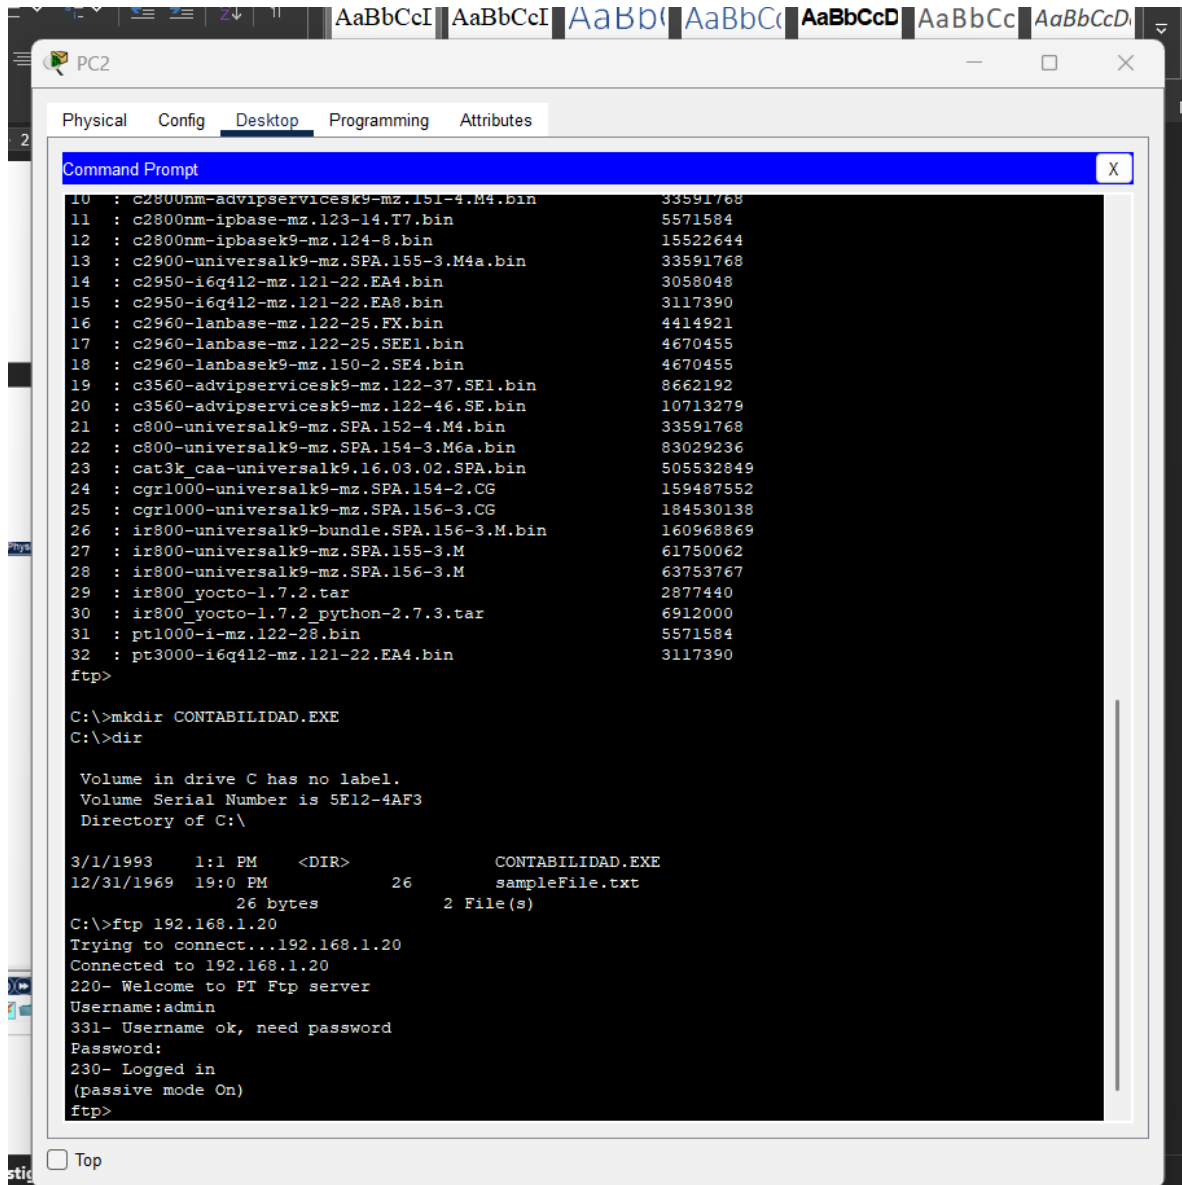 AaBbCcI AaBbCcI AaBb( AaBbC( AaBbCcD AaBbCc AaBbCcD
PC2
2
Physical Config Desktop Programming Attributes
Command Prompt X
10 : c2800nm-advipservicesk9-mz.151-4.M4.bin 33591768
11 : c2800nm-ipbase-mz.123-14.T7.bin 5571584
12 : c2800nm-ipbasek9-mz.124-8.bin 15522644
13 : c2900-universalk9-mz.SPA.155-3.M4a.bin 33591768
14 : c2950-i6q4l2-mz.121-22.EA4.bin 3058048
15 : c2950-i6q4l2-mz.121-22.EA8.bin 3117390
16 : c2960-lanbase-mz.122-25.FX.bin 4414921
17 : c2960-lanbase-mz.122-25.SEE1.bin 4670455
18 : c2960-lanbasek9-mz.150-2.SE4.bin 4670455
19 : c3560-advipservicesk9-mz.122-37.SE1.bin 8662192
20 : c3560-advipservicesk9-mz.122-46.SE.bin 10713279
21 : c800-universalk9-mz.SPA.152-4.M4.bin 33591768
22 : c800-universalk9-mz.SPA.154-3.M6a.bin 83029236
23 : cat3k_caa-universalk9.16.03.02.SPA.bin 505532849
24 : cgr1000-universalk9-mz.SPA.154-2.CG 159487552
25 : cgr1000-universalk9-mz.SPA.156-3.CG 184530138
26 : ir800-universalk9-bundle.SPA.156-3.M.bin 160968869
27 : ir800-universalk9-mz.SPA.155-3.M 61750062
28 : ir800-universalk9-mz.SPA.156-3.M 63753767
29 : ir800_yocto-1.7.2.tar 2877440
30 : ir800_yocto-1.7.2_python-2.7.3.tar 6912000
31 : pt1000-i-mz.122-28.bin 5571584
32 : pt3000-i6q4l2-mz.121-22.EA4.bin 3117390
ftp>
C:\>mkdir CONTABILIDAD.EXE
C:\>dir
Volume in drive C has no label.
Volume Serial Number is 5E12-4AF3
Directory of C:\
3/1/1993 1:1 PM <DIR> CONTABILIDAD.EXE
12/31/1969 19:0 PM 26 sampleFile.txt
26 bytes 2 File(s)
C:\>ftp 192.168.1.20
Trying to connect...192.168.1.20
Connected to 192.168.1.20
220- Welcome to PT Ftp server
Username:admin
331- Username ok, need password
Password:
230- Logged in
(passive mode On)
ftp>
Top